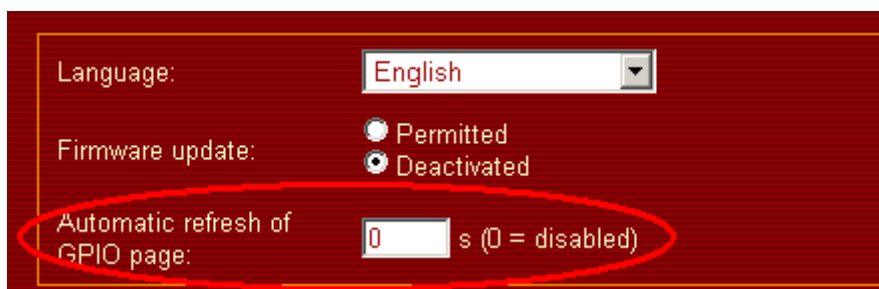 Language: English
Firmware update: Permitted
Deactivated
Automatic refresh of
GPIO page: 0 s (0 = disabled)